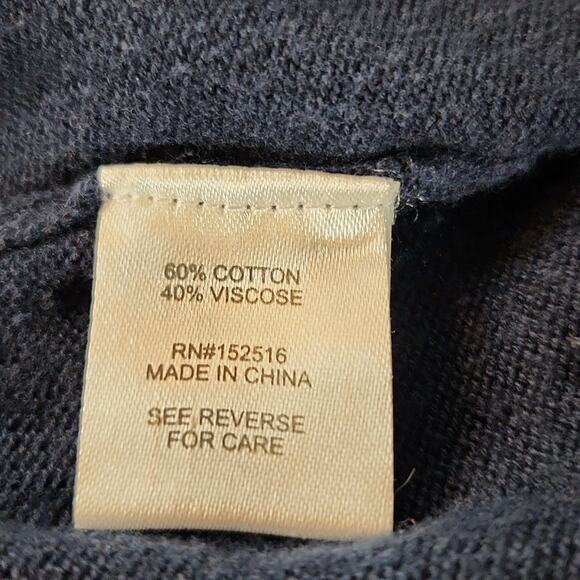 60% COTTON
40% VISCOSE
RN#152516
MADE IN CHINA
SEE REVERSE
FOR CARE